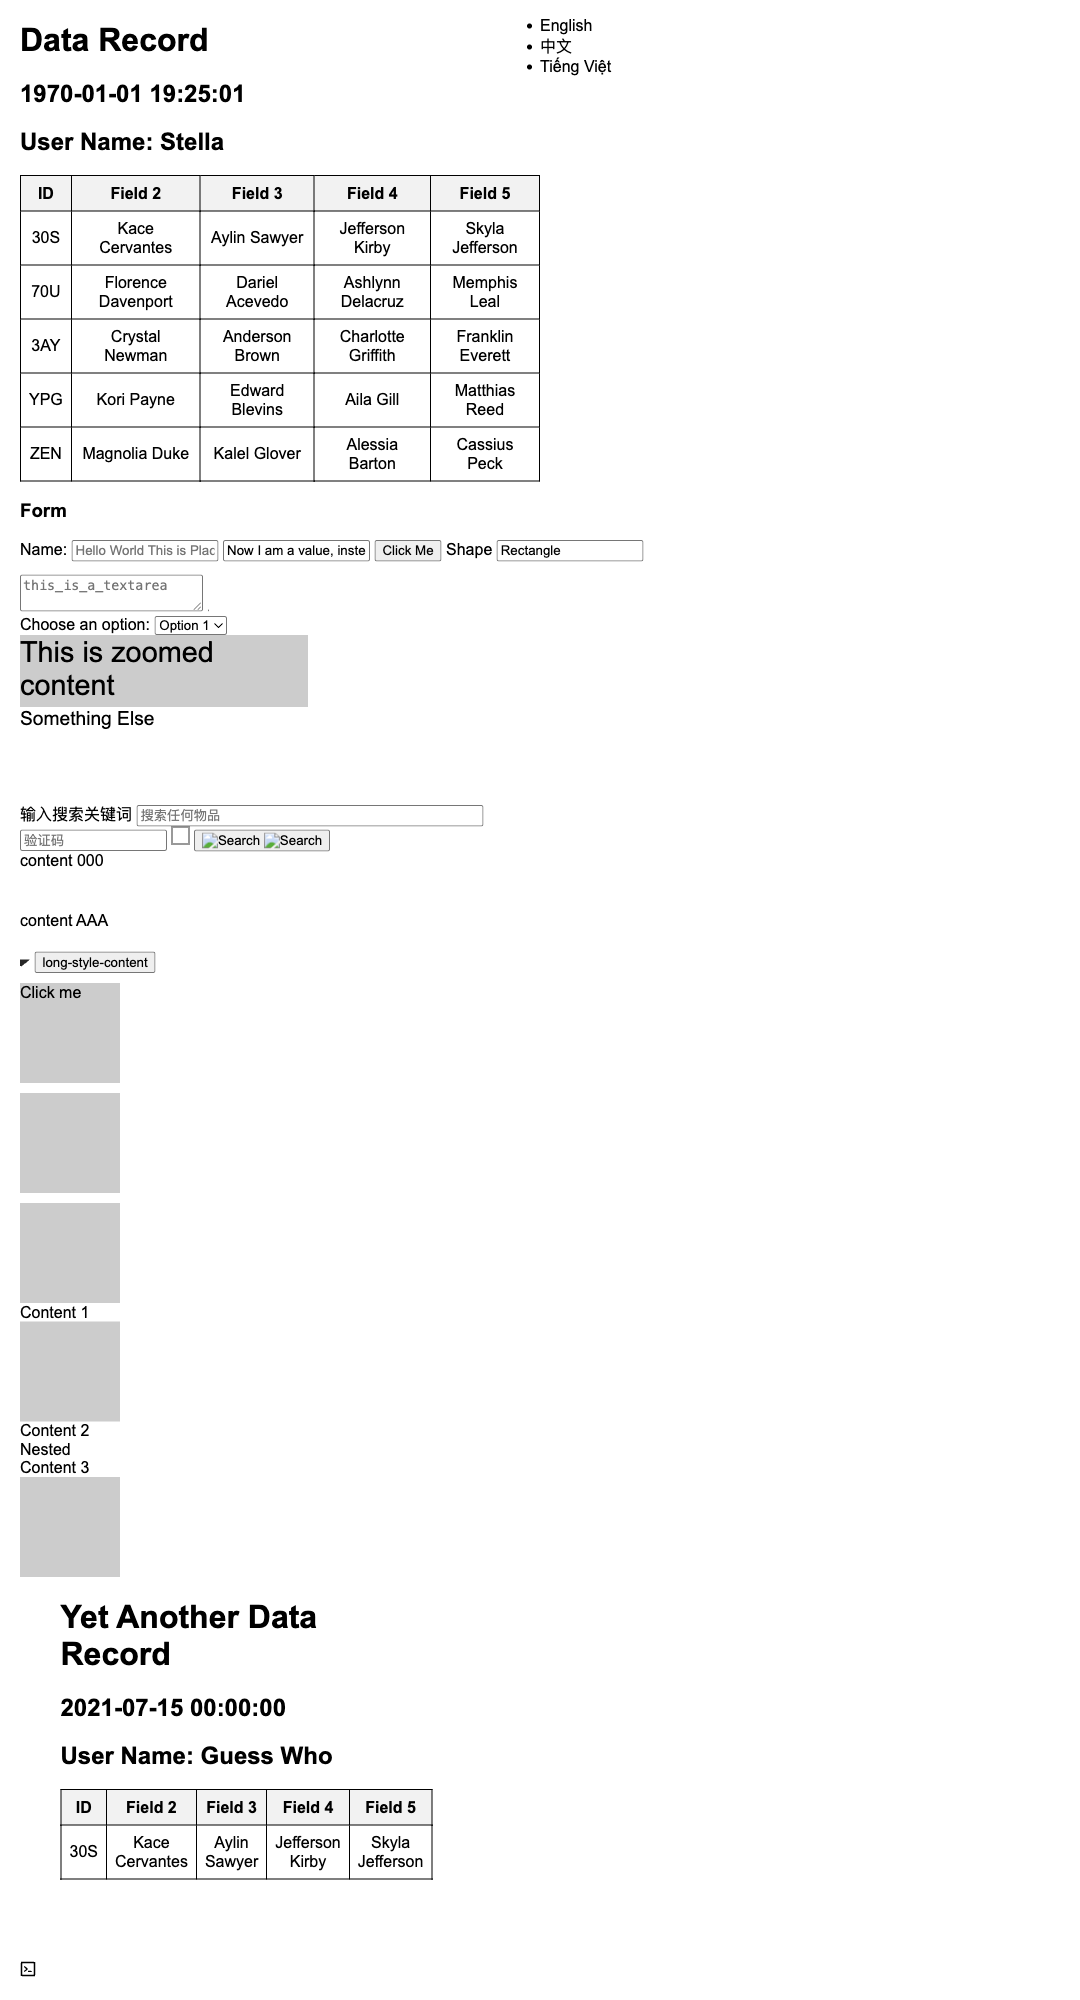 Data Record
English
中文
Tiếng Việt
1970-01-01 19:25:01
User Name: Stella
ID Field 2 Field 3 Field 4 Field 5
30S Kace Cervantes Aylin Sawyer Jefferson Kirby Skyla Jefferson
70U Florence Davenport Dariel Acevedo Ashlynn Delacruz Memphis Leal
3AY Crystal Newman Anderson Brown Charlotte Griffith Franklin Everett
YPG Kori Payne Edward Blevins Aila Gill Matthias Reed
ZEN Magnolia Duke Kalel Glover Alessia Barton Cassius Peck
Form
Name: Hello World This is Plac Now I am a value, inste Click Me Shape Rectangle
this_is_a_textarea
Choose an option: Option 1
This is zoomed
content
Something Else
输入搜索关键词 搜索任何物品
验证码 Search Search
content 000
content AAA
long-style-content
Click me
Content 1
Content 2
Nested
Content 3
Yet Another Data
Record
2021-07-15 00:00:00
User Name: Guess Who
ID Field 2 Field 3 Field 4 Field 5
30S Kace Cervantes Aylin Sawyer Jefferson Kirby Skyla Jefferson